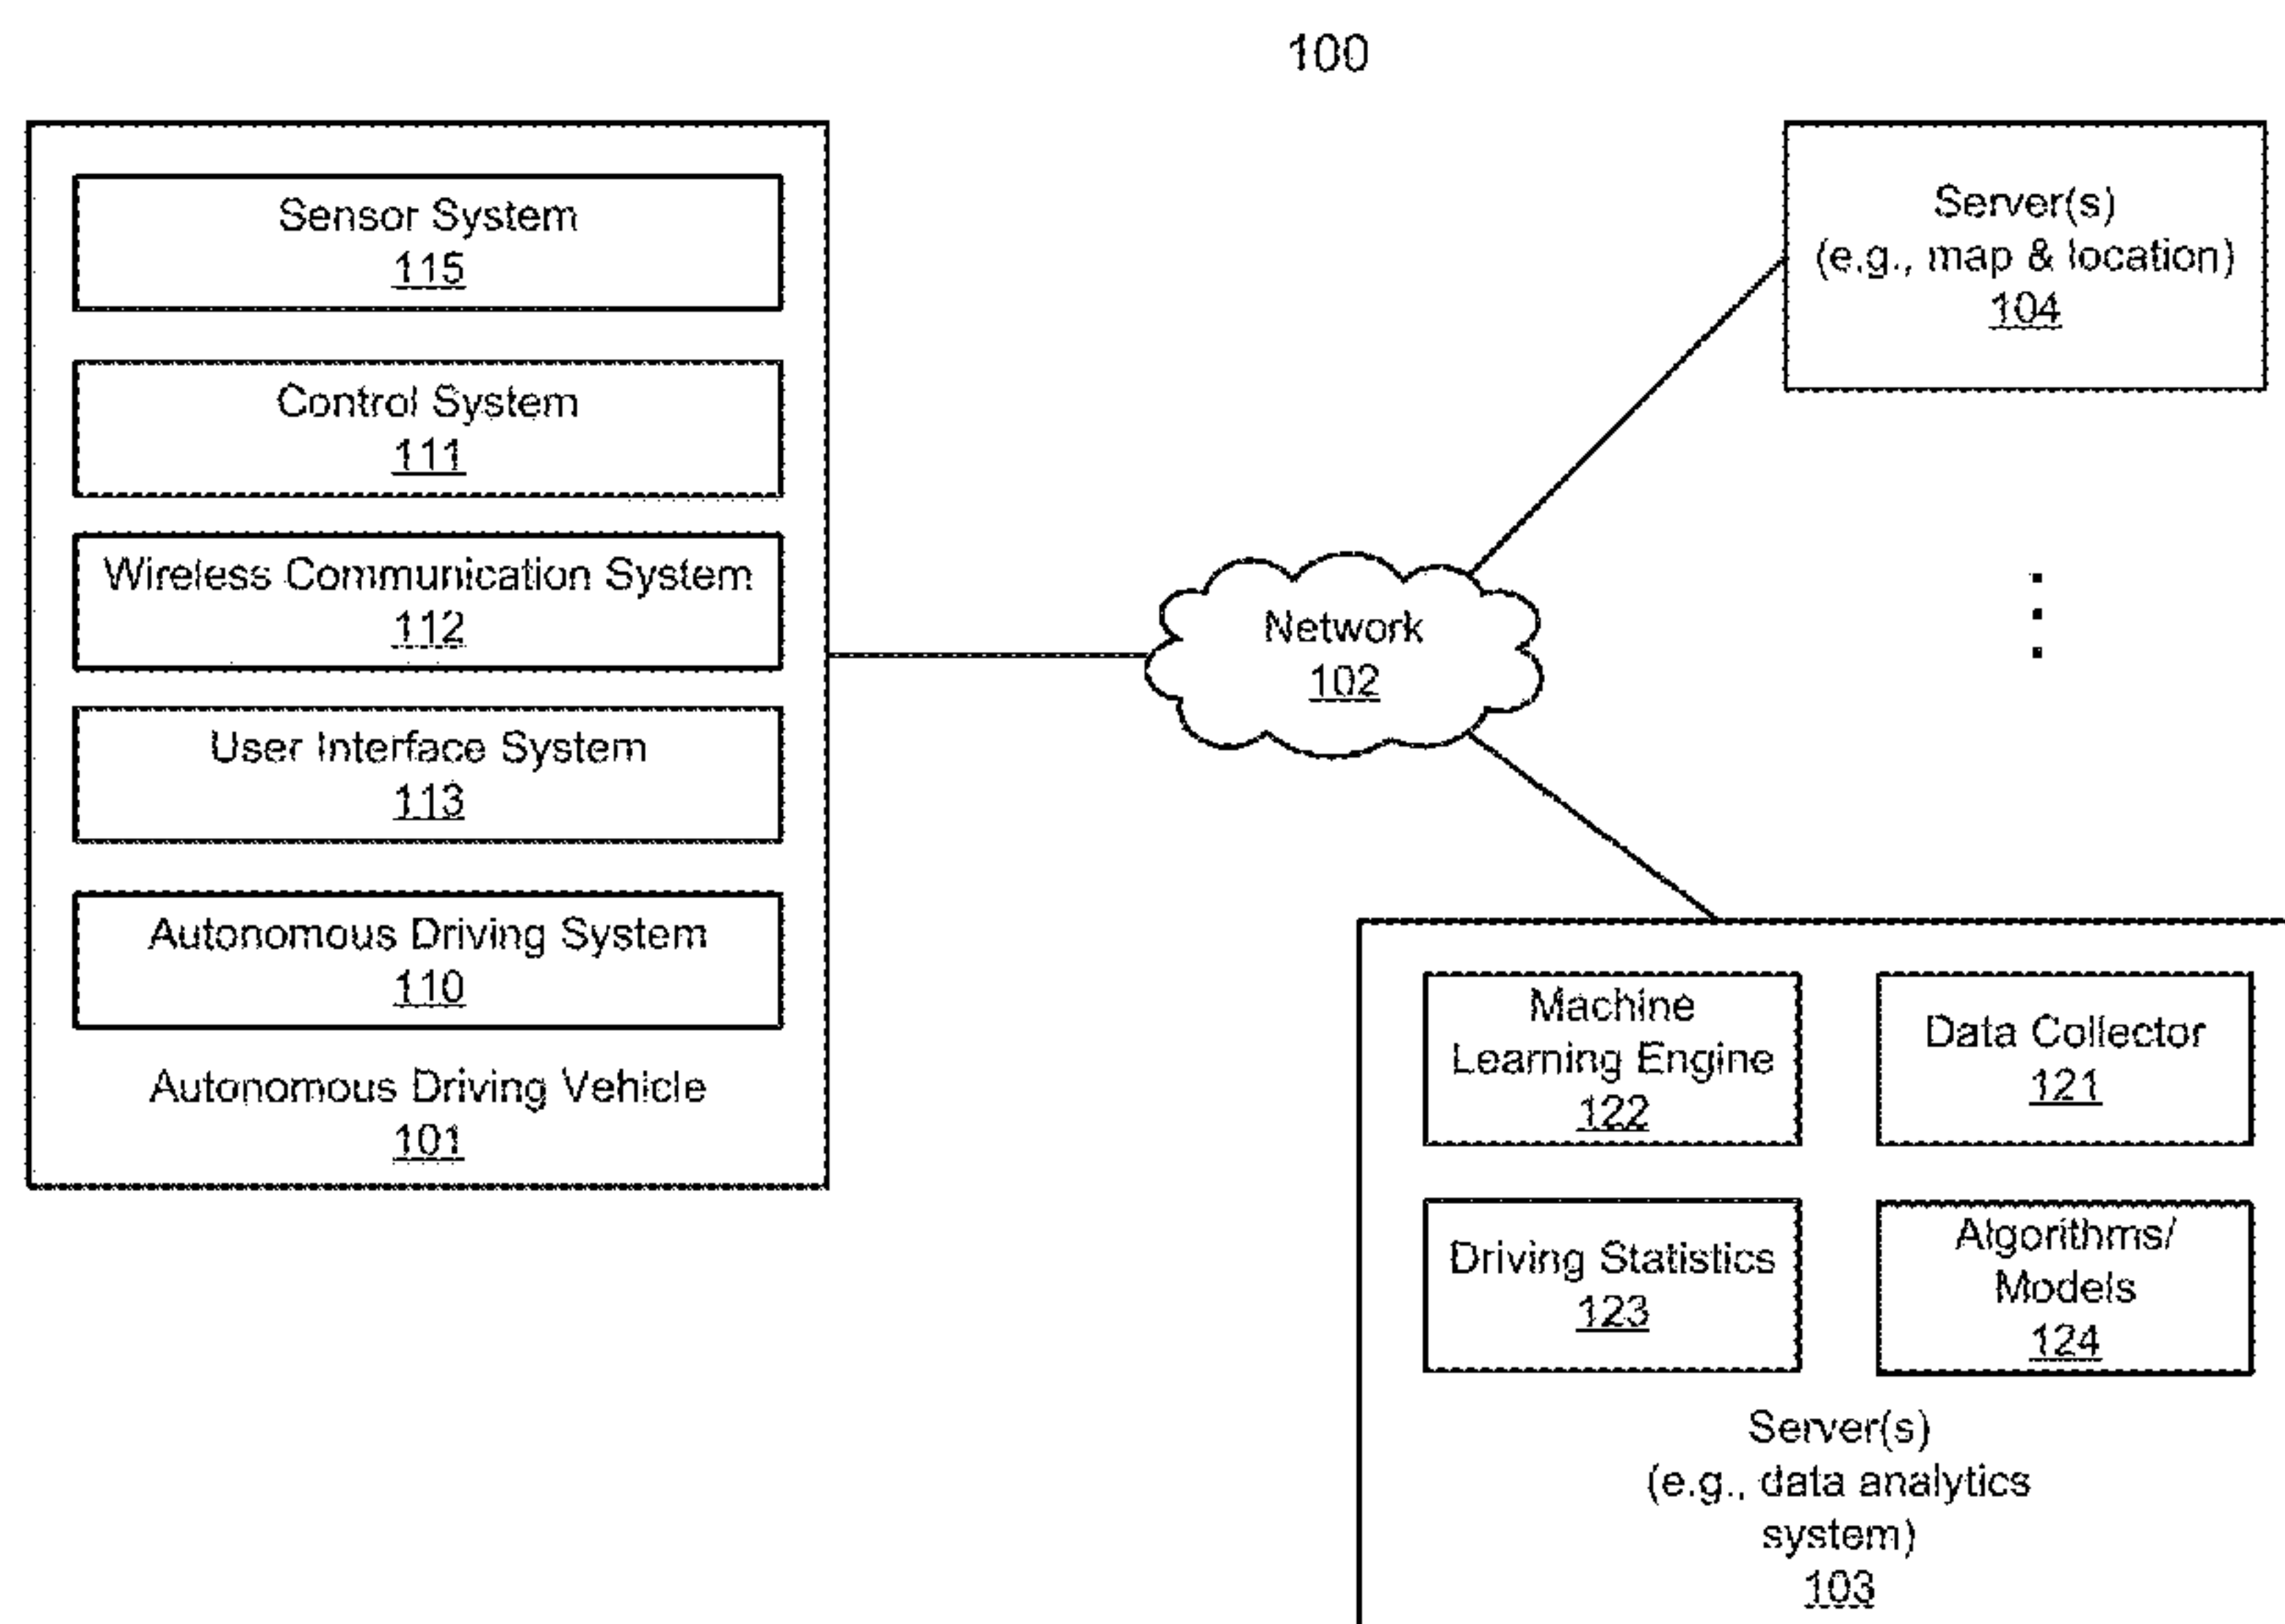 100
Sensor System
115
Control System
111
Wireless Communication System
112
User Interface System
113
Autonomous Driving System
110
Autonomous Driving Vehicle
101
Network
102
Server(s)
(e.g., map & location)
104
Machine
Learning Engine
122
Data Collector
121
Driving Statistics
123
Algorithms/
Models
124
Server(s)
(e.g., data analytics
system)
103